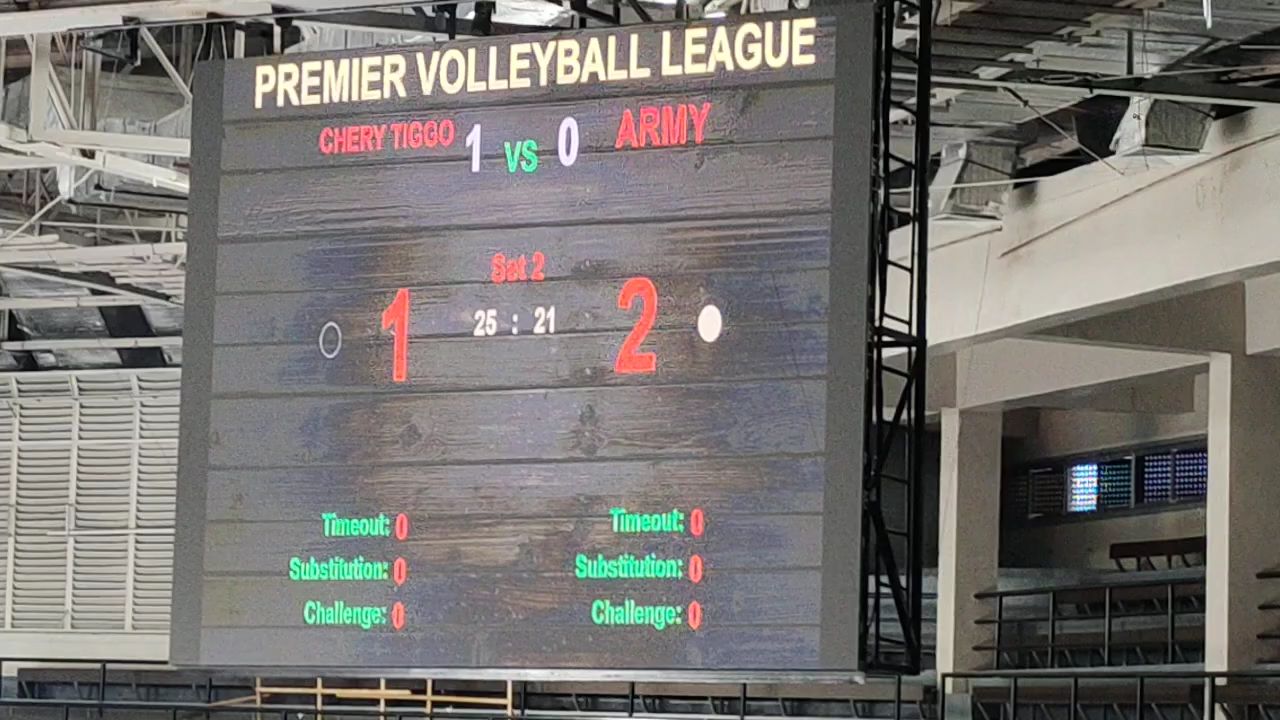 PREMIER VOLLEYBALL LEAGUE
CHERY TIGGO 1 VS 0 ARMY
Set 2
1 25 : 21 2
Timeout: 0 Timeout: 0
Substitution: 0 Substitution: 0
Challenge: 0 Challenge: 0